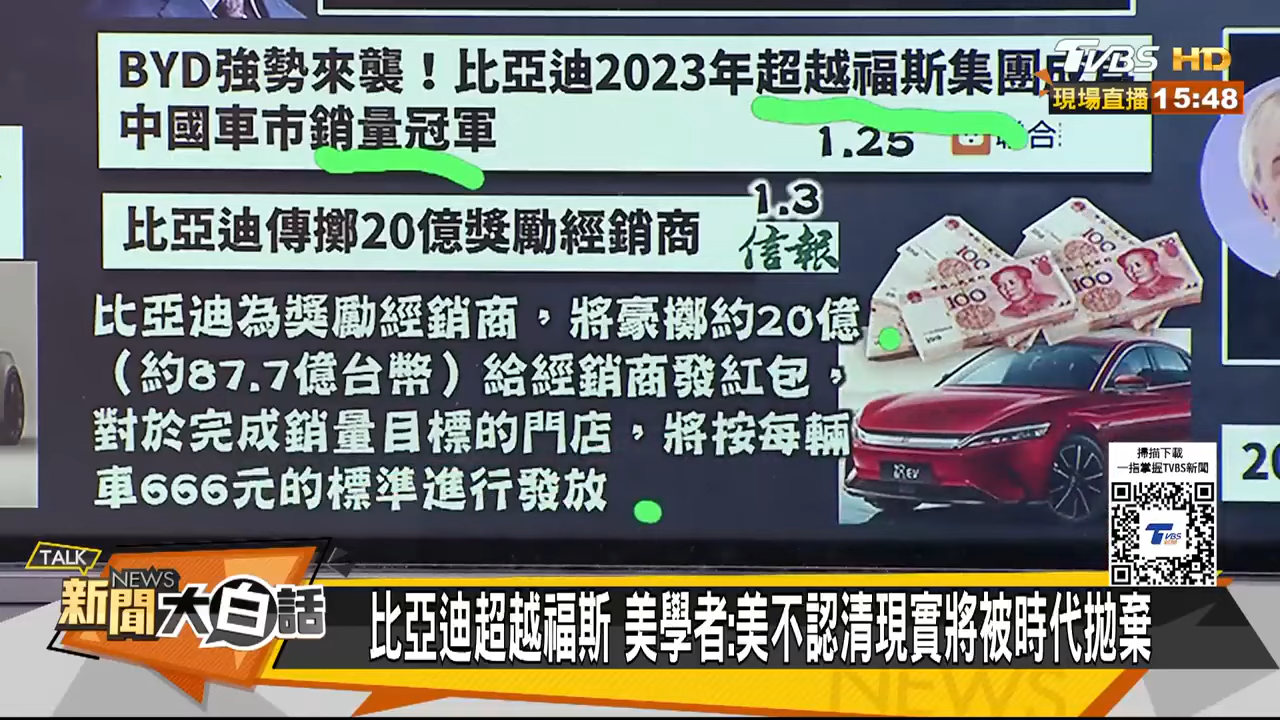 BYD強勢來襲！比亞迪2023年超越福斯集團
中國車市銷量冠軍
1.25
TVBS HD
現場直播 15:48
比亞迪傳擲20億獎勵經銷商
1.3
信報
比亞迪為獎勵經銷商，將豪擲約20億
（約87.7億台幣）給經銷商發紅包，
對於完成銷量目標的門店，將按每輛
車666元的標準進行發放
100
100
100
100
掃描下載
一指掌握TVBS新聞
TVBS
TALK
NEWS
新聞大白話
比亞迪超越福斯 美學者:美不認清現實將被時代拋棄
NEWS